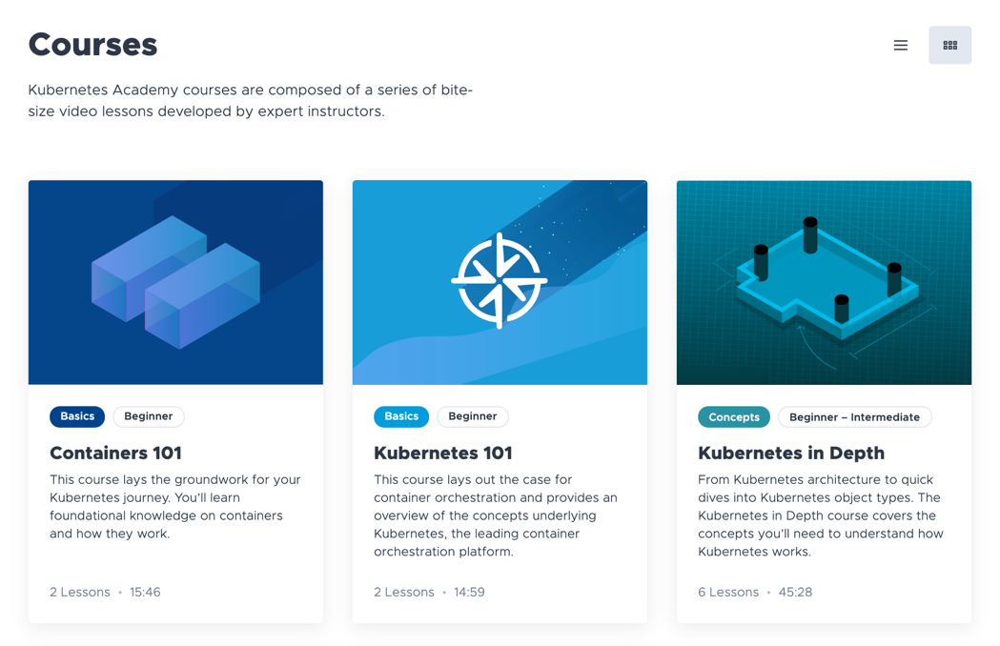 Courses
Kubernetes Academy courses are composed of a series of bite-
size video lessons developed by expert instructors.
Basics
Beginner
Containers 101
This course lays the groundwork for your
Kubernetes journey. You’ll learn
foundational knowledge on containers
and how they work.
2 Lessons • 15:46
Basics
Beginner
Kubernetes 101
This course lays out the case for
container orchestration and provides an
overview of the concepts underlying
Kubernetes, the leading container
orchestration platform.
2 Lessons • 14:59
Concepts
Beginner – Intermediate
Kubernetes in Depth
From Kubernetes architecture to quick
dives into Kubernetes object types. The
Kubernetes in Depth course covers the
concepts you’ll need to understand how
Kubernetes works.
6 Lessons • 45:28